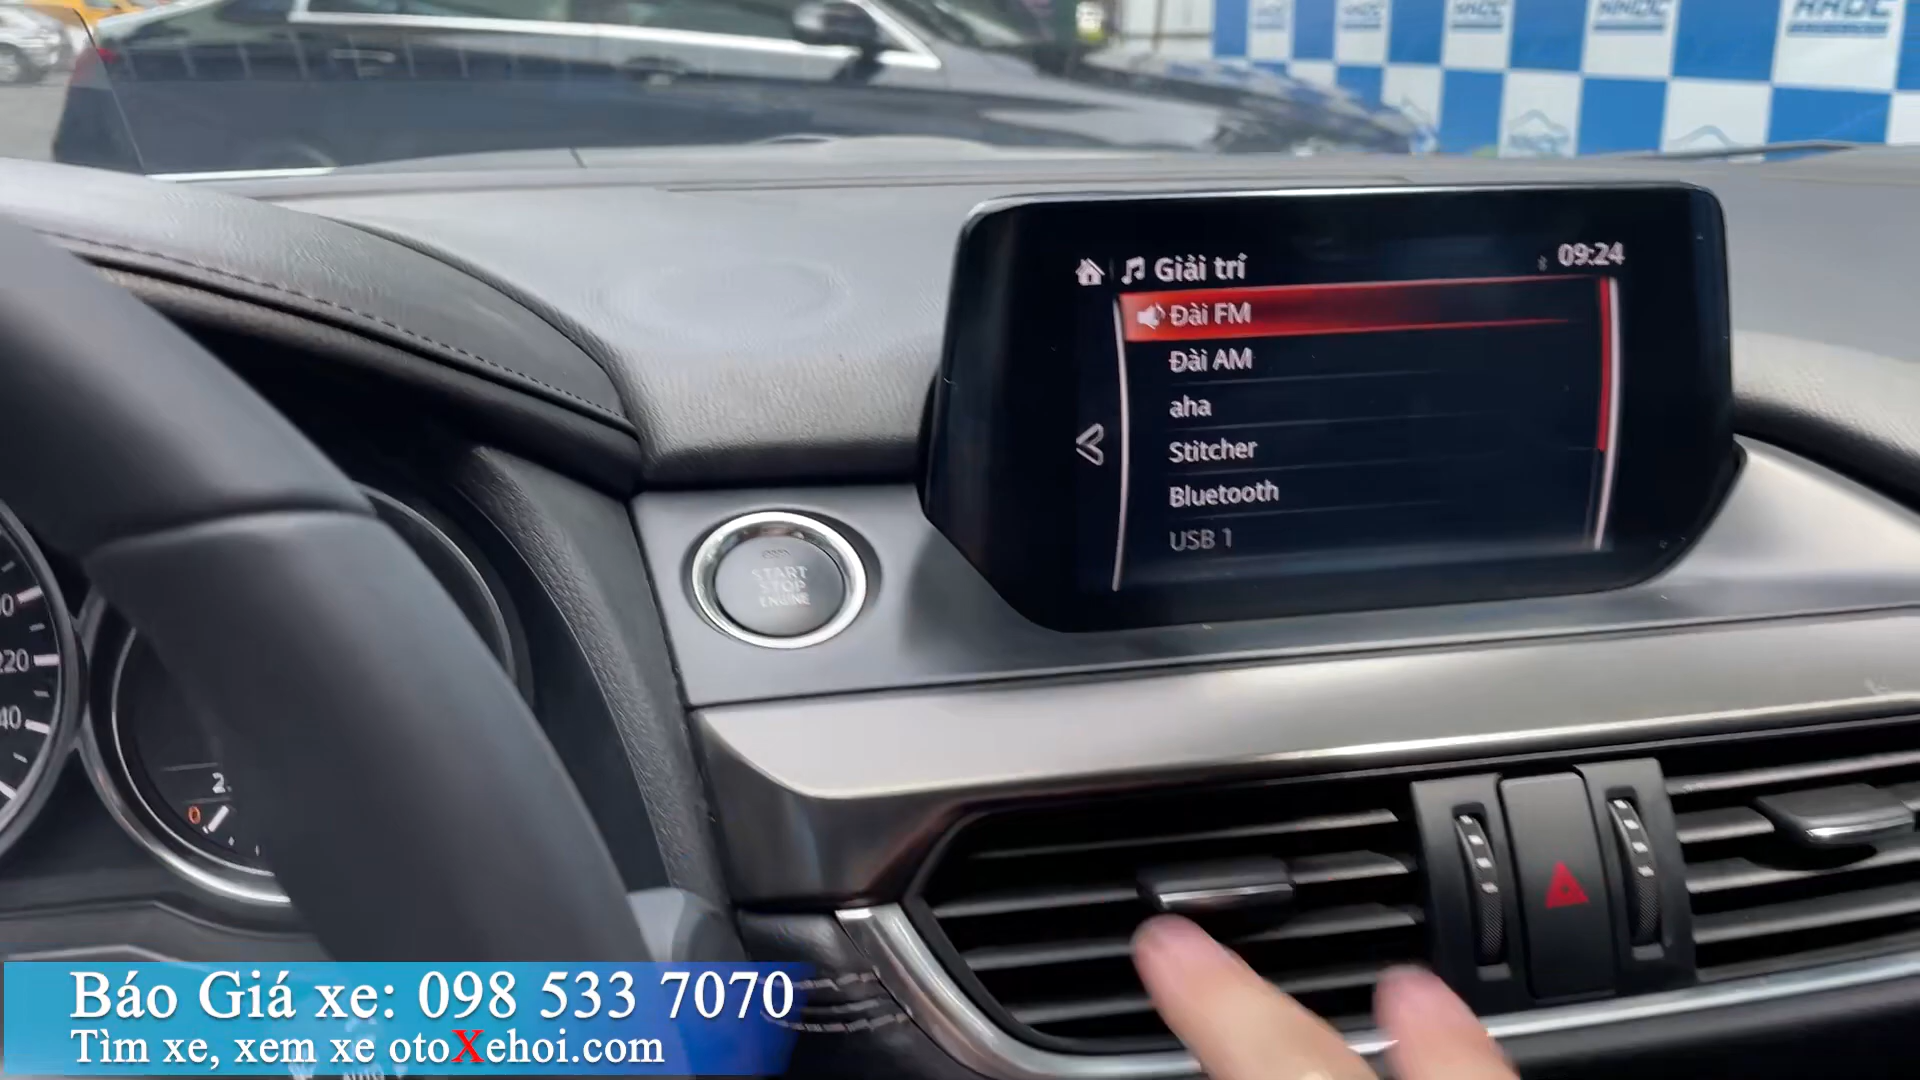 Giải trí
09:24
Đài FM
Đài AM
aha
Stitcher
Bluetooth
USB 1
START
STOP
ENGINE
220
Báo Giá xe: 098 533 7070
Tìm xe, xem xe otoXehoi.com